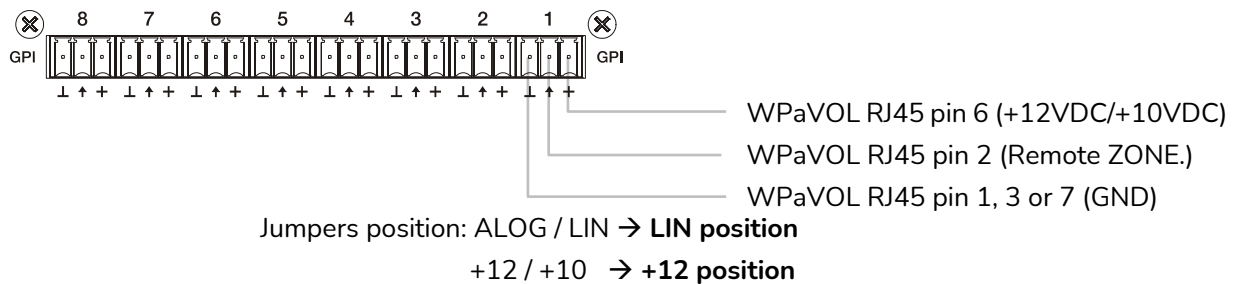 8 7 6 5 4 3 2 1
GPI GPI
⊥ ↑ + ⊥ ↑ + ⊥ ↑ + ⊥ ↑ + ⊥ ↑ + ⊥ ↑ + ⊥ ↑ + ⊥ ↑ +
WPaVOL RJ45 pin 6 (+12VDC/+10VDC)
WPaVOL RJ45 pin 2 (Remote ZONE.)
WPaVOL RJ45 pin 1, 3 or 7 (GND)
Jumpers position: ALOG / LIN → LIN position
+12 / +10 → +12 position